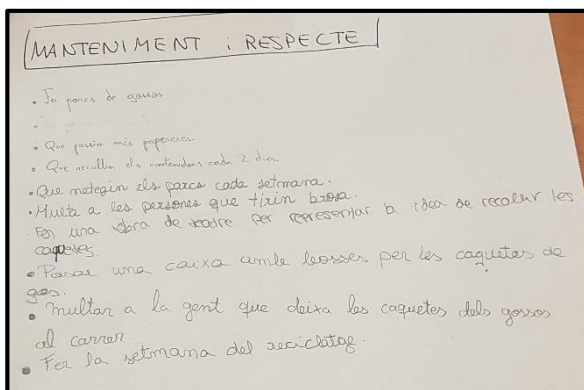 MANTENIMENT i RESPECTE
• parcs de gossos
• Que possin més papereres.
• Que recullin els contenidors cada 2 dies.
• Que netegin els parcs cada setmana.
• Multa a les persones que tirin brosa.
Fer una obra de teatre per representar la idea de recollir les
caquetes.
• Posar una caixa amb bosses per les caquetes de
gos.
• Multar a la gent que deixa les caquetes dels gossos
al carrer.
• Fer la setmana del reciclatge.